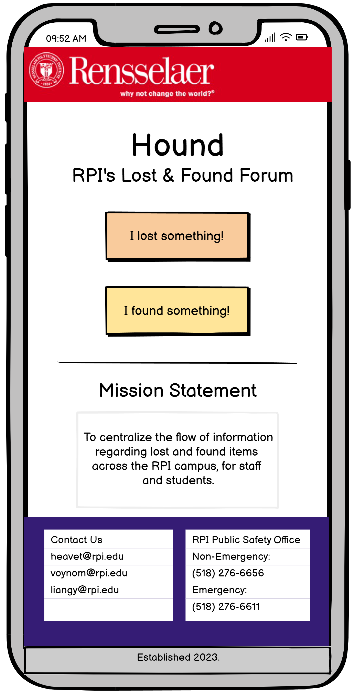 09:52 AM
Rensselaer
why not change the world?®
Hound
RPI's Lost & Found Forum
I lost something!
I found something!
Mission Statement
To centralize the flow of information
regarding lost and found items
across the RPI campus, for staff
and students.
Contact Us
heavet@rpi.edu
voynom@rpi.edu
liangy@rpi.edu
RPI Public Safety Office
Non-Emergency:
(518) 276-6656
Emergency:
(518) 276-6611
Established 2023.